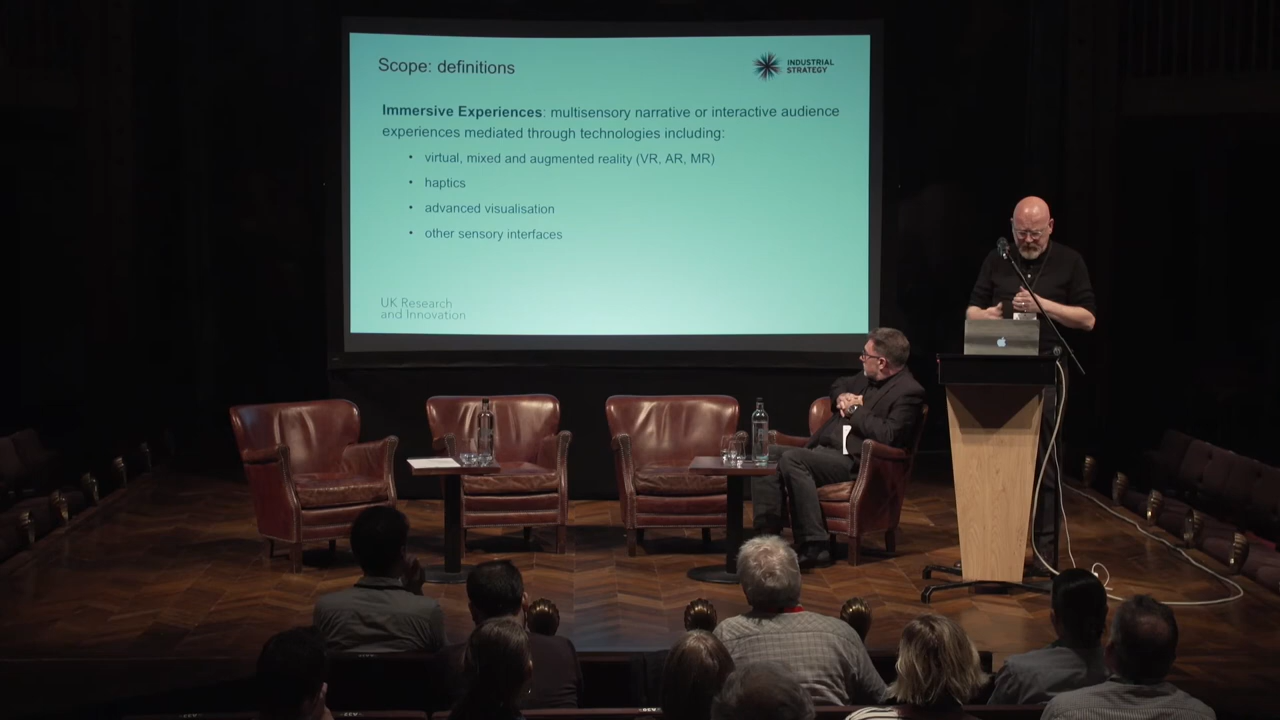 Scope: definitions
INDUSTRIAL
STRATEGY
Immersive Experiences: multisensory narrative or interactive audience
experiences mediated through technologies including:
• virtual, mixed and augmented reality (VR, AR, MR)
• haptics
• advanced visualisation
• other sensory interfaces
UK Research
and Innovation